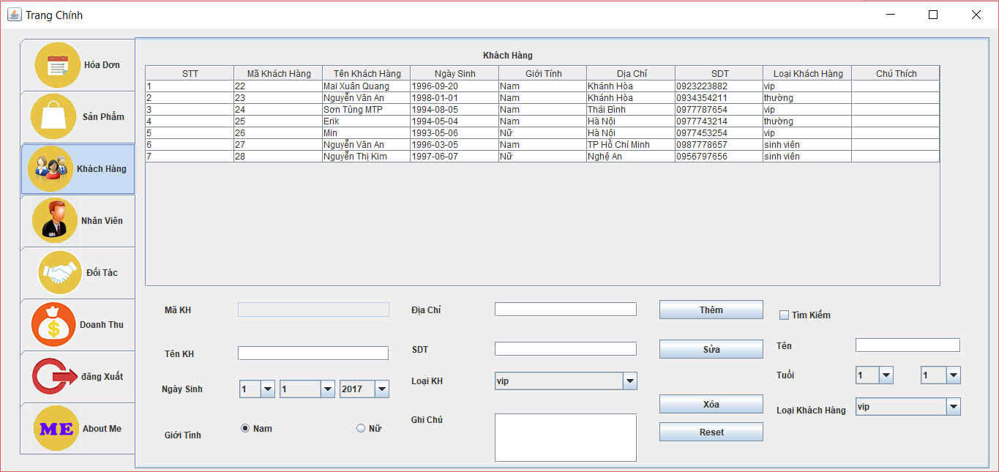 Trang Chính
Hóa Dơn
Sản Phẩm
Khách Hàng
Nhân Viên
Đối Tác
Doanh Thu
đăng Xuất
ME About Me
Khách Hàng
STT Mã Khách Hàng Tên Khách Hàng Ngày Sinh Giới Tính Dịa Chỉ SDT Loại Khách Hàng Chú Thích
1 22 Mai Xuân Quang 1996-09-20 Nam Khánh Hòa 0923223882 vip
2 23 Nguyễn Văn An 1998-01-01 Nam Khánh Hòa 0934354211 thường
3 24 Sơn Tùng MTP 1994-08-05 Nam Thái Bình 0977787654 vip
4 25 Erik 1994-05-04 Nam Hà Nội 0977743214 thường
5 26 Min 1993-05-06 Nữ Hà Nội 0977453254 vip
6 27 Nguyễn Văn An 1996-03-05 Nam TP Hồ Chí Minh 0987778657 sinh viên
7 28 Nguyễn Thị Kim 1997-06-07 Nữ Nghệ An 0956797656 sinh viên
Mã KH
Tên KH
Ngày Sinh 1 1 2017
Giới Tính Nam Nữ
Địa Chỉ
SDT
Loại KH vip
Ghi Chú
Thêm
Sửa
Xóa
Reset
Tìm Kiếm
Tên
Tuổi 1 1
Loại Khách Hàng vip